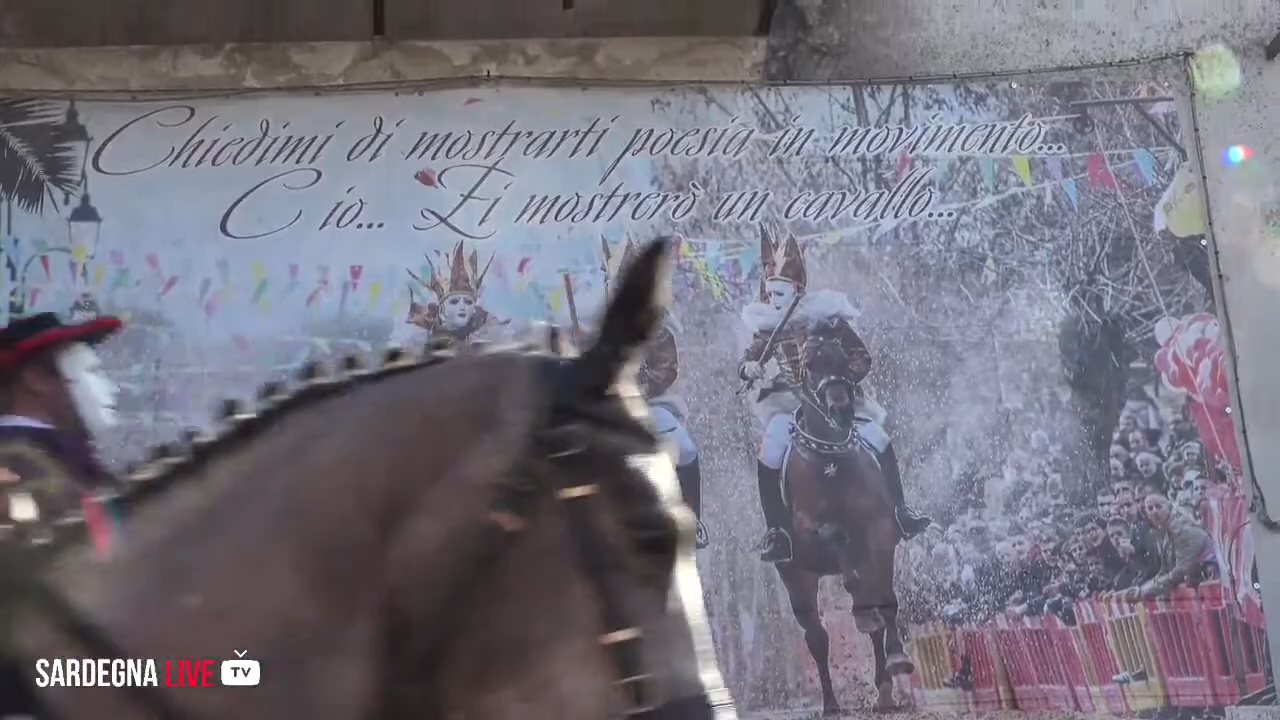 Chiedimi di mostrarti poesia in movimento...
E io... Ti mostrerò un cavallo...
SARDEGNA LIVE TV